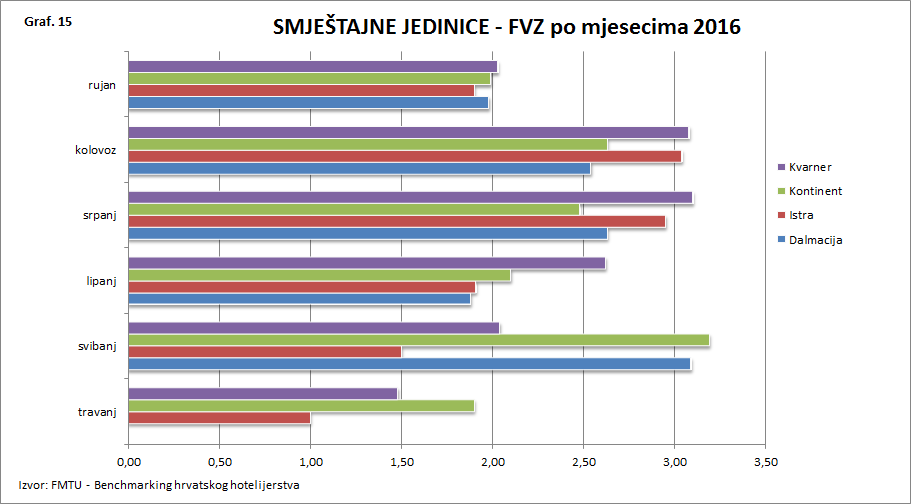 Graf. 15
SMJEŠTAJNE JEDINICE - FVZ po mjesecima 2016
rujan
kolovoz
srpanj
lipanj
svibanj
travanj
Kvarner
Kontinent
Istra
Dalmacija
0,00 0,50 1,00 1,50 2,00 2,50 3,00 3,50
Izvor: FMTU - Benchmarking hrvatskog hotelijerstva